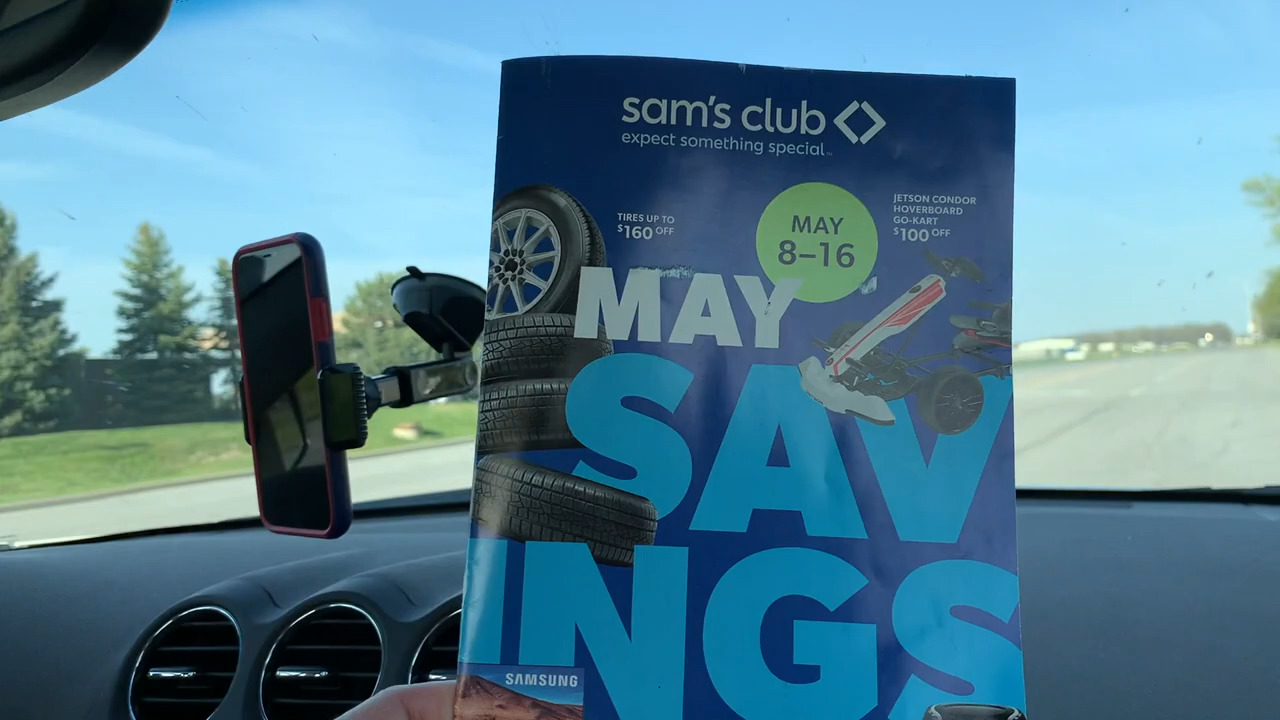 sam's club
expect something special™
TIRES UP TO
$160 OFF
MAY
8–16
JETSON CONDOR
HOVERBOARD
GO-KART
$100 OFF
MAY
SAV
INGS
SAMSUNG